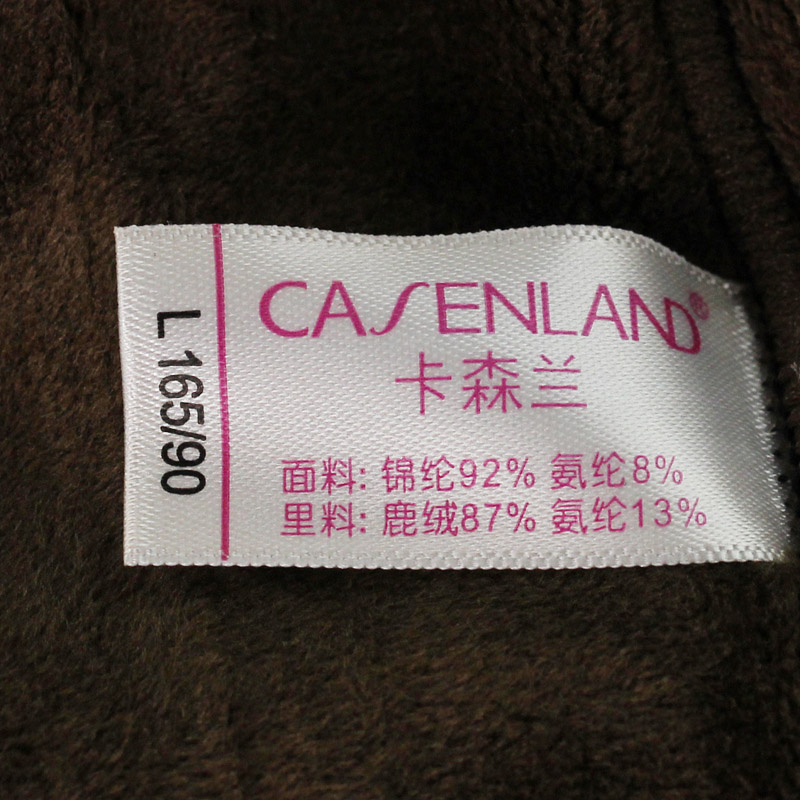 L 165/90
CASENLAND®
卡森兰
面料: 锦纶92% 氨纶8%
里料: 鹿绒87% 氨纶13%